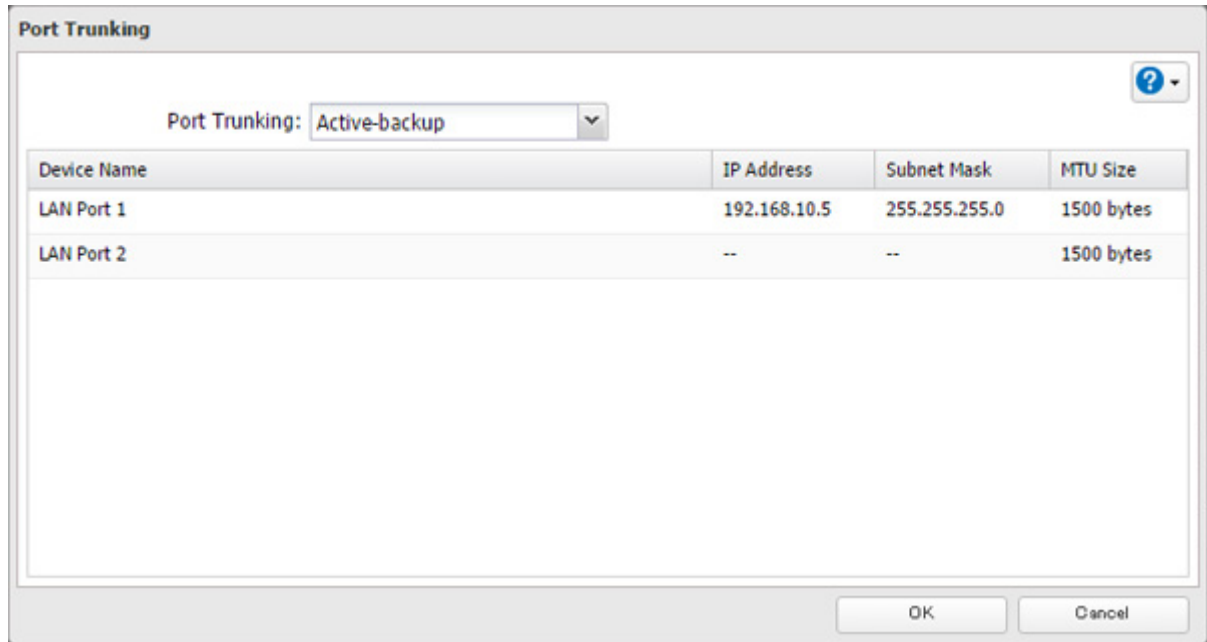 Port Trunking
?
Port Trunking: Active-backup
Device Name IP Address Subnet Mask MTU Size
LAN Port 1 192.168.10.5 255.255.255.0 1500 bytes
LAN Port 2 -- -- 1500 bytes
OK Cancel